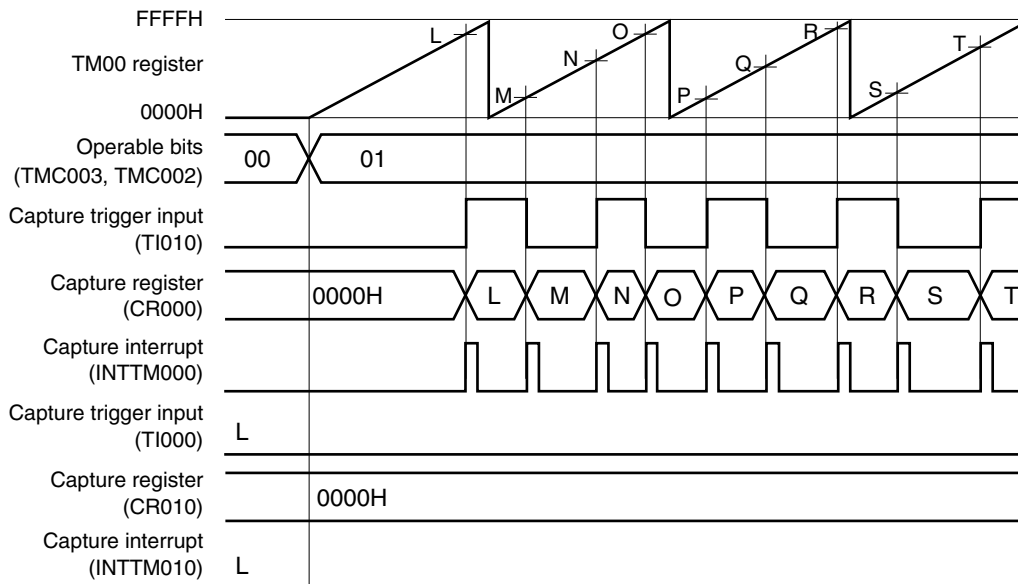 FFFFH
TM00 register
0000H
L
M
N
O
P
Q
R
S
T
Operable bits
(TMC003, TMC002)
00
01
Capture trigger input
(TI010)
Capture register
(CR000)
0000H
L
M
N
O
P
Q
R
S
T
Capture interrupt
(INTTM000)
Capture trigger input
(TI000)
L
Capture register
(CR010)
0000H
Capture interrupt
(INTTM010)
L